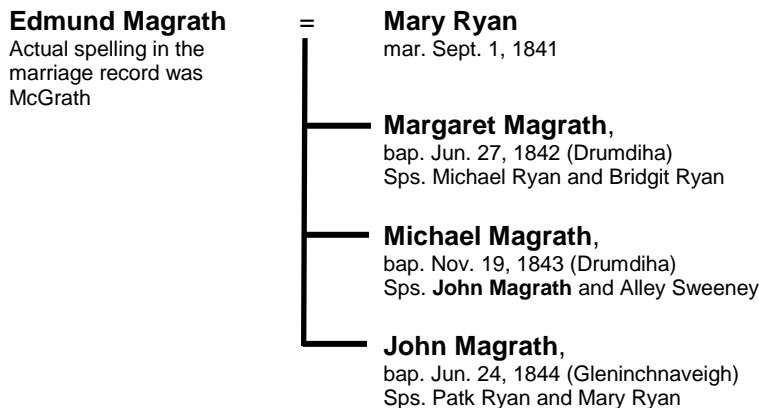 Edmund Magrath = Mary Ryan
Actual spelling in the mar. Sept. 1, 1841
marriage record was
McGrath
Margaret Magrath,
bap. Jun. 27, 1842 (Drumdiha)
Sps. Michael Ryan and Bridgit Ryan
Michael Magrath,
bap. Nov. 19, 1843 (Drumdiha)
Sps. John Magrath and Alley Sweeney
John Magrath,
bap. Jun. 24, 1844 (Gleninchnaveigh)
Sps. Patk Ryan and Mary Ryan